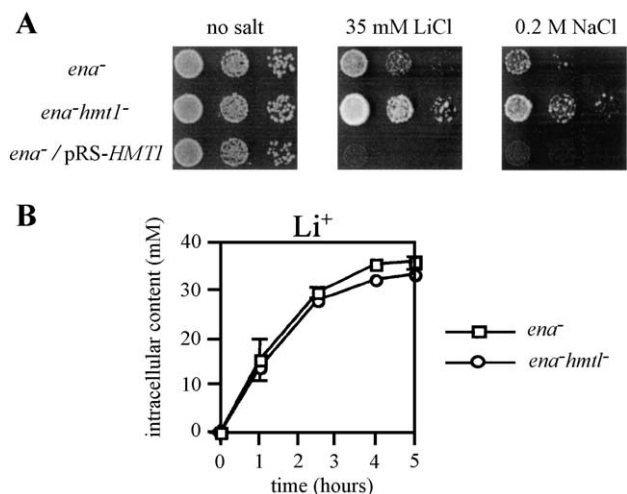 A
no salt 35 mM LiCl 0.2 M NaCl
ena-
ena-hmt1-
ena- / pRS-HMT1
B
Li+
intracellular content (mM)
40
30
20
10
0
0 1 2 3 4 5
time (hours)
ena-
ena-hmt1-